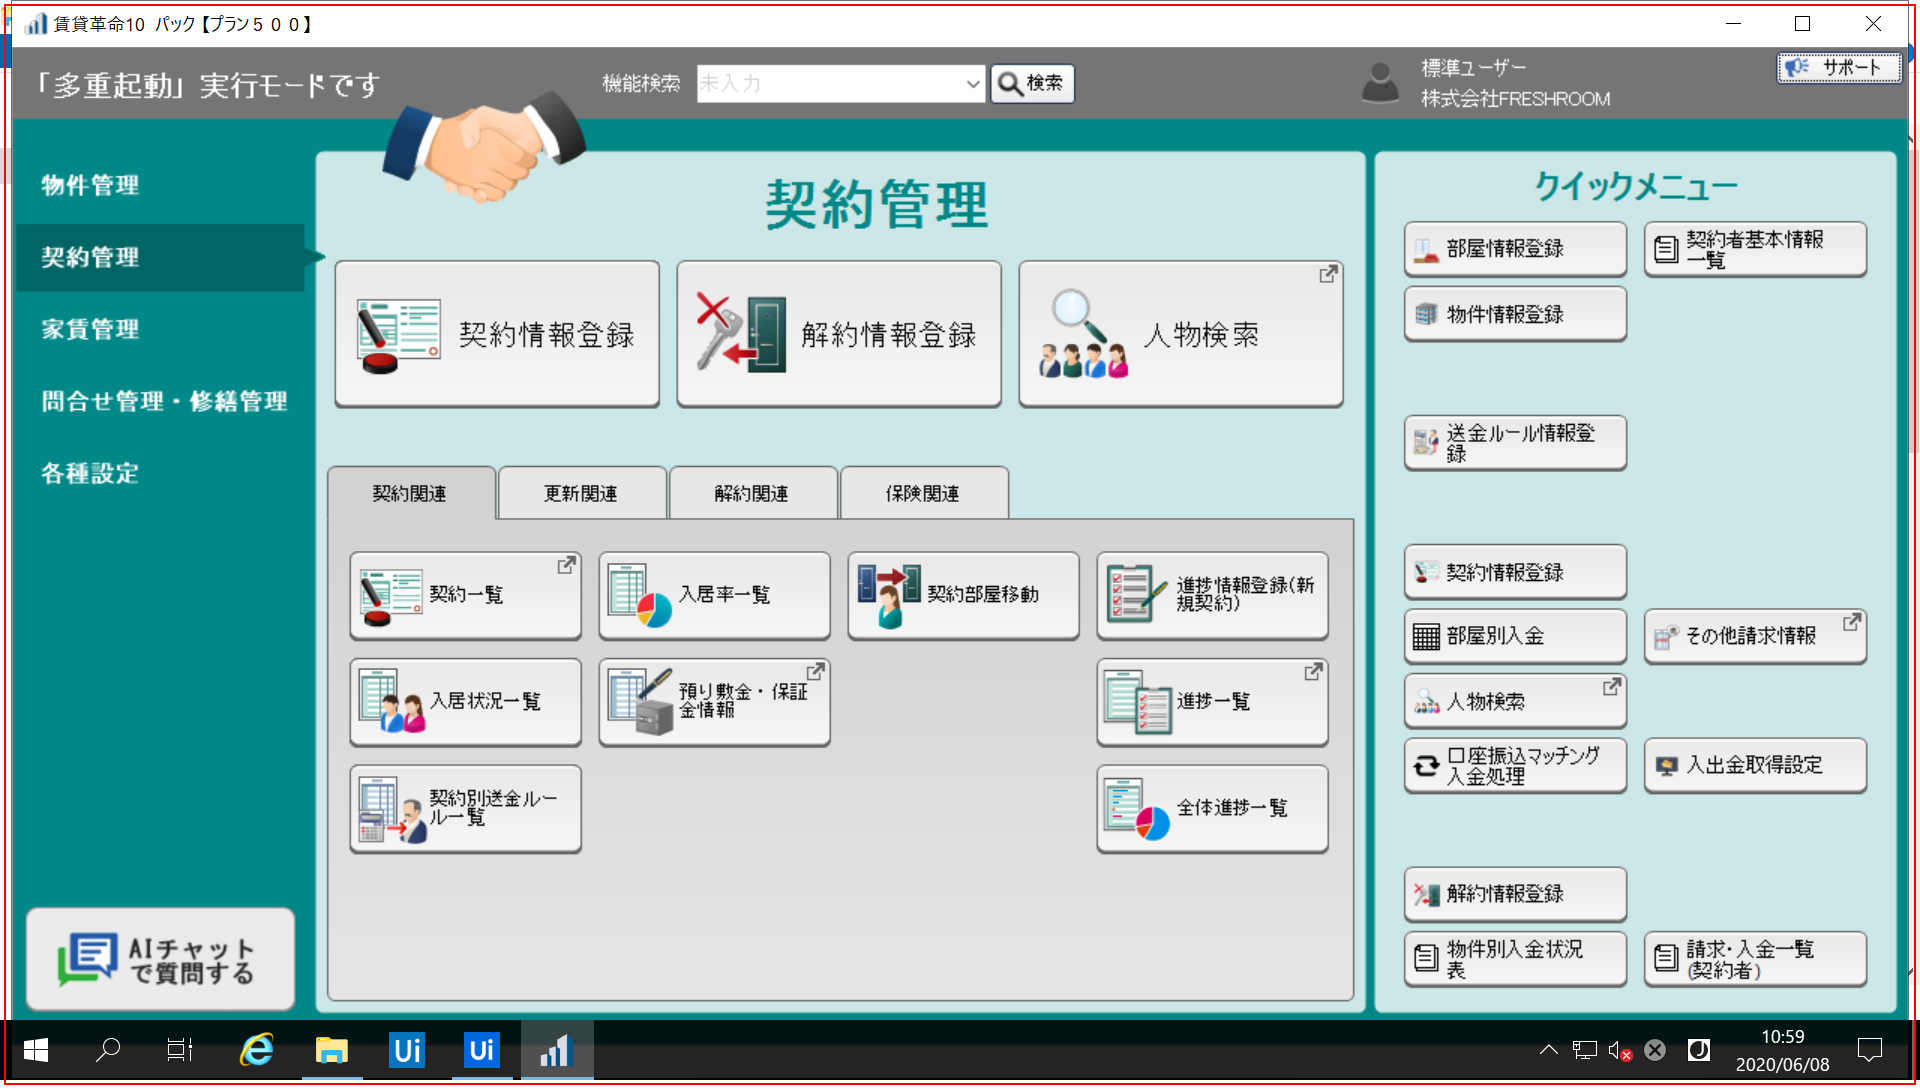 賃貸革命10 パック【プラン５００】
「多重起動」実行モードです
機能検索
未入力
検索
標準ユーザー
株式会社FRESHROOM
サポート
物件管理
契約管理
家賃管理
問合せ管理・修繕管理
各種設定
AIチャット
で質問する
契約管理
契約情報登録
解約情報登録
人物検索
契約関連
更新関連
解約関連
保険関連
契約一覧
入居率一覧
契約部屋移動
進捗情報登録(新
規契約)
入居状況一覧
預り敷金・保証
金情報
進捗一覧
契約別送金ルー
ル一覧
全体進捗一覧
クイックメニュー
部屋情報登録
契約者基本情報
一覧
物件情報登録
送金ルール情報登
録
契約情報登録
部屋別入金
その他請求情報
人物検索
口座振込マッチング
入金処理
入出金取得設定
解約情報登録
物件別入金状況
表
請求・入金一覧
(契約者)
Ui
Ui
J
10:59
2020/06/08